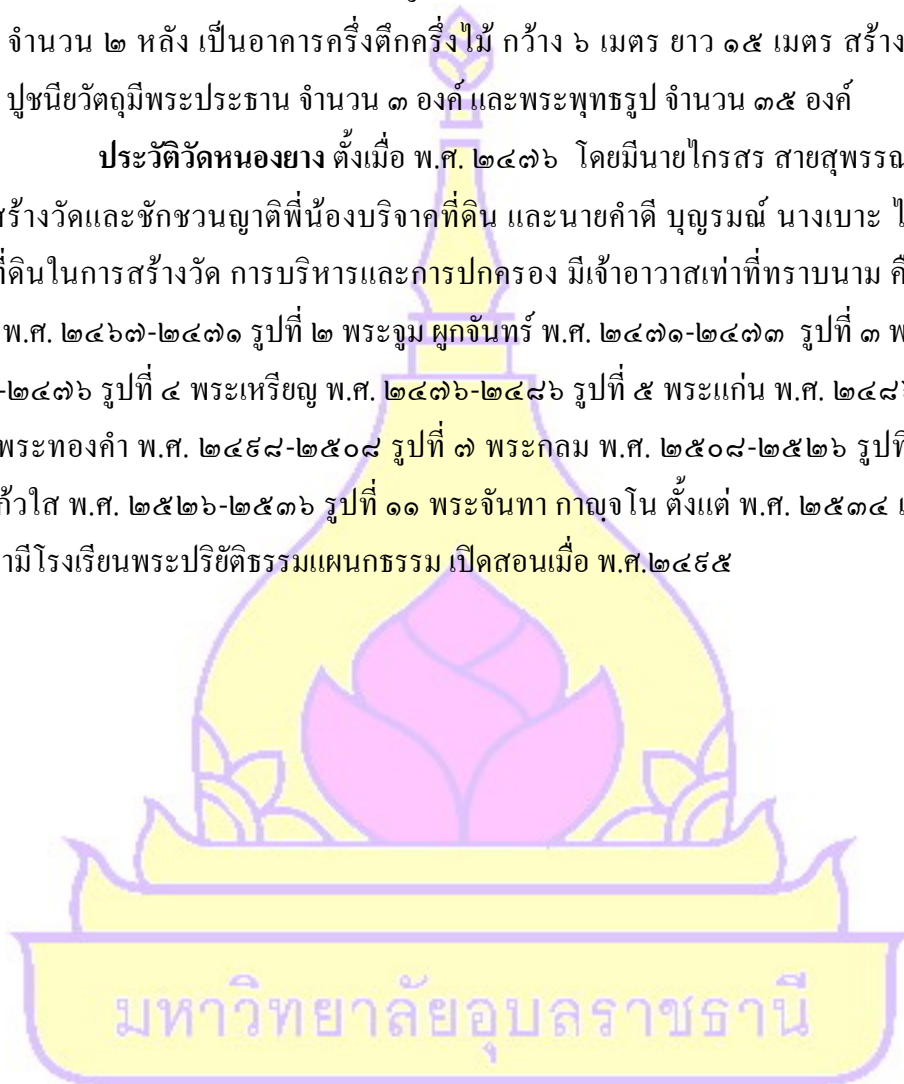 จำนวน ๒ หลัง เป็นอาคารครึ่งตึกครึ่งไม้ กว้าง ๖ เมตร ยาว ๑๕ เมตร สร้าง
ปูชนียวัตถุมีพระประธาน จำนวน ๓ องค์ และพระพุทธรูป จำนวน ๓๕ องค์
ประวัติวัดหนองยาง ตั้งเมื่อ พ.ศ. ๒๔๗๖ โดยมีนายไกรสร สายสุพรรณ
สร้างวัดและชักชวนญาติพี่น้องบริจาคที่ดิน และนายคำดี บุญรมณ์ นางเบาะ
ที่ดินในการสร้างวัด การบริหารและการปกครอง มีเจ้าอาวาสเท่าที่ทราบนาม
พ.ศ. ๒๔๖๗-๒๔๗๑ รูปที่ ๒ พระจูม ผูกจันทร์ พ.ศ. ๒๔๗๑-๒๔๗๓ รูปที่ ๓
-๒๔๗๖ รูปที่ ๔ พระเหรียญ พ.ศ. ๒๔๗๖-๒๔๘๖ รูปที่ ๕ พระแก่น พ.ศ.
พระทองคำ พ.ศ. ๒๔๙๘-๒๕๐๘ รูปที่ ๗ พระกลม พ.ศ. ๒๕๐๘-๒๕๒๖ รูปที่
ก้วใส พ.ศ. ๒๕๒๖-๒๕๓๖ รูปที่ ๑๑ พระจันทา กาญฺจโน ตั้งแต่ พ.ศ. ๒๕๓๔
ามีโรงเรียนพระปริยัติธรรมแผนกธรรม เปิดสอนเมื่อ พ.ศ.๒๔๙๕
มหาวิทยาลัยอุบลราชธานี